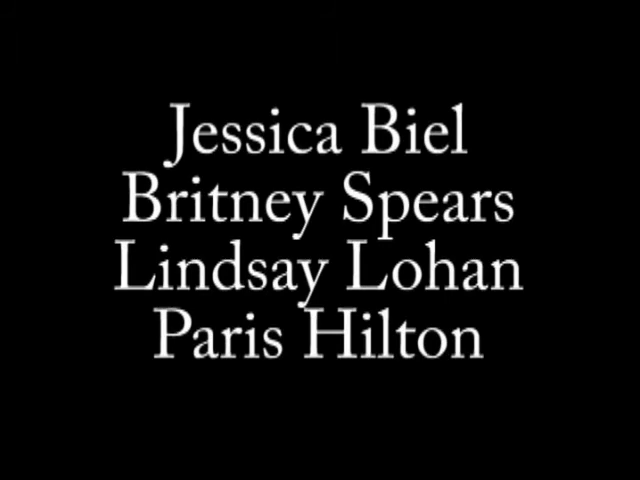 Jessica Biel
Britney Spears
Lindsay Lohan
Paris Hilton